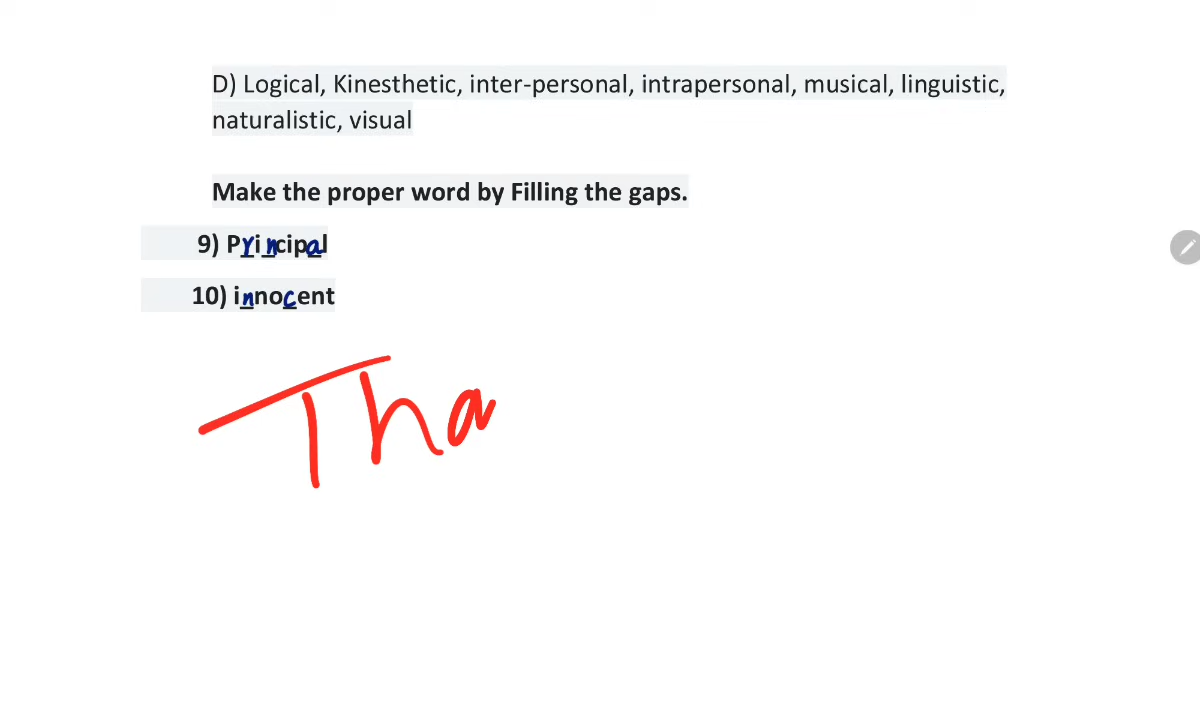 D) Logical, Kinesthetic, inter-personal, intrapersonal, musical, linguistic,
naturalistic, visual
Make the proper word by Filling the gaps.
9) Principal
10) innocent
Tha